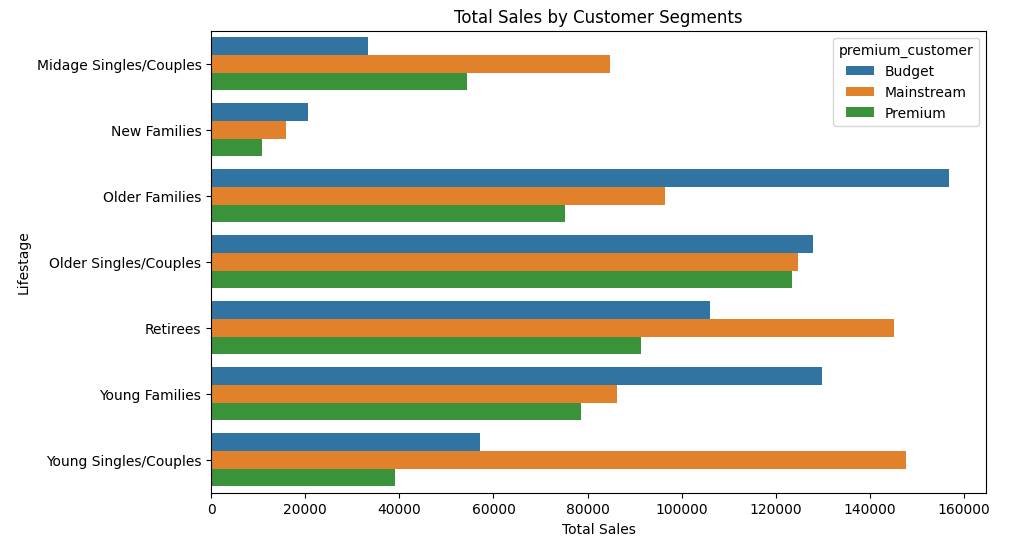 Total Sales by Customer Segments
premium_customer
Budget
Mainstream
Premium
Lifestage
Midage Singles/Couples
New Families
Older Families
Older Singles/Couples
Retirees
Young Families
Young Singles/Couples
0 20000 40000 60000 80000 100000 120000 140000 160000
Total Sales